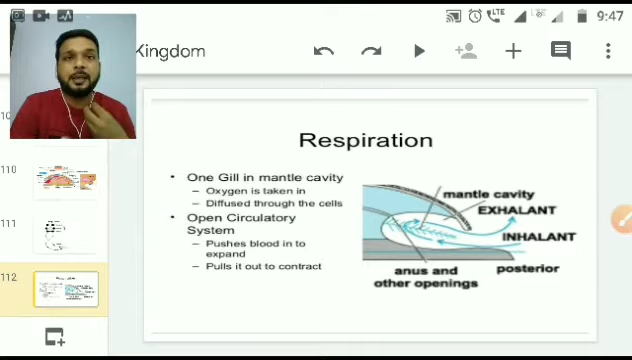 LTE 9:47
Kingdom
110
111
112
Respiration
• One Gill in mantle cavity
– Oxygen is taken in
– Diffused through the cells
• Open Circulatory
System
– Pushes blood in to
expand
– Pulls it out to contract
mantle cavity
EXHALANT
INHALANT
anus and
other openings
posterior